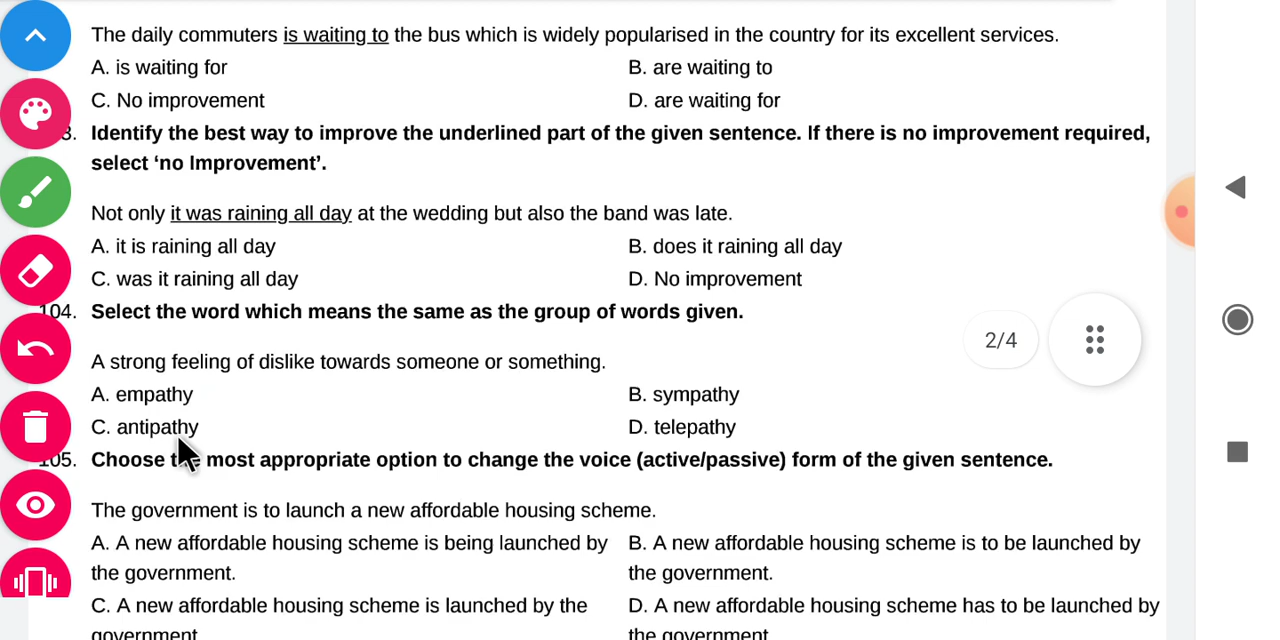 The daily commuters is waiting to the bus which is widely popularised in the country for its excellent services.
A. is waiting for
B. are waiting to
C. No improvement
D. are waiting for
3. Identify the best way to improve the underlined part of the given sentence. If there is no improvement required,
select ‘no Improvement’.
Not only it was raining all day at the wedding but also the band was late.
A. it is raining all day
B. does it raining all day
C. was it raining all day
D. No improvement
104. Select the word which means the same as the group of words given.
2/4
A strong feeling of dislike towards someone or something.
A. empathy
B. sympathy
C. antipathy
D. telepathy
105. Choose the most appropriate option to change the voice (active/passive) form of the given sentence.
The government is to launch a new affordable housing scheme.
A. A new affordable housing scheme is being launched by
the government.
B. A new affordable housing scheme is to be launched by
the government.
C. A new affordable housing scheme is launched by the
government
D. A new affordable housing scheme has to be launched by
the government